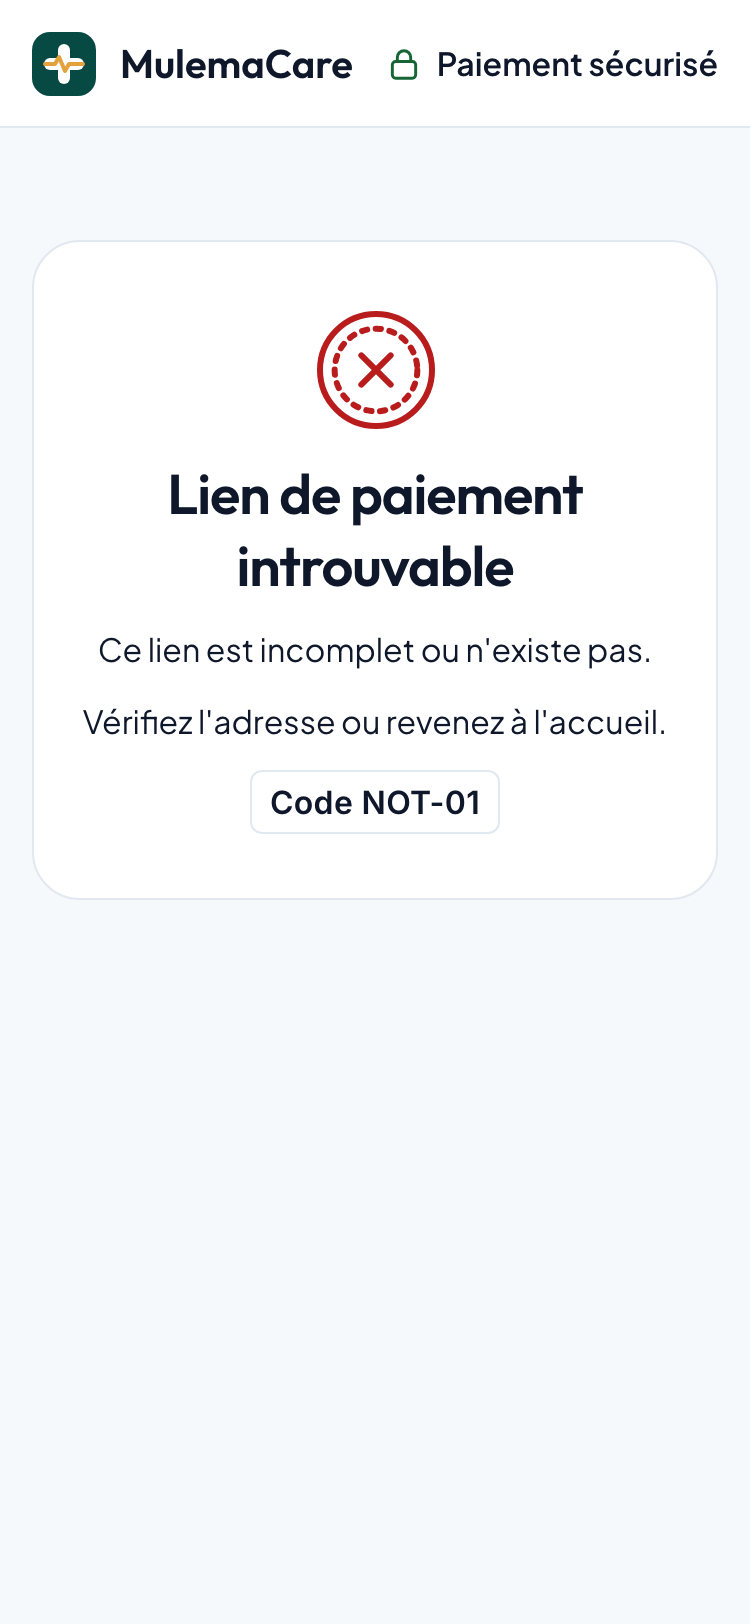 MulemaCare
Paiement sécurisé
Lien de paiement
introuvable
Ce lien est incomplet ou n'existe pas.
Vérifiez l'adresse ou revenez à l'accueil.
Code NOT-01